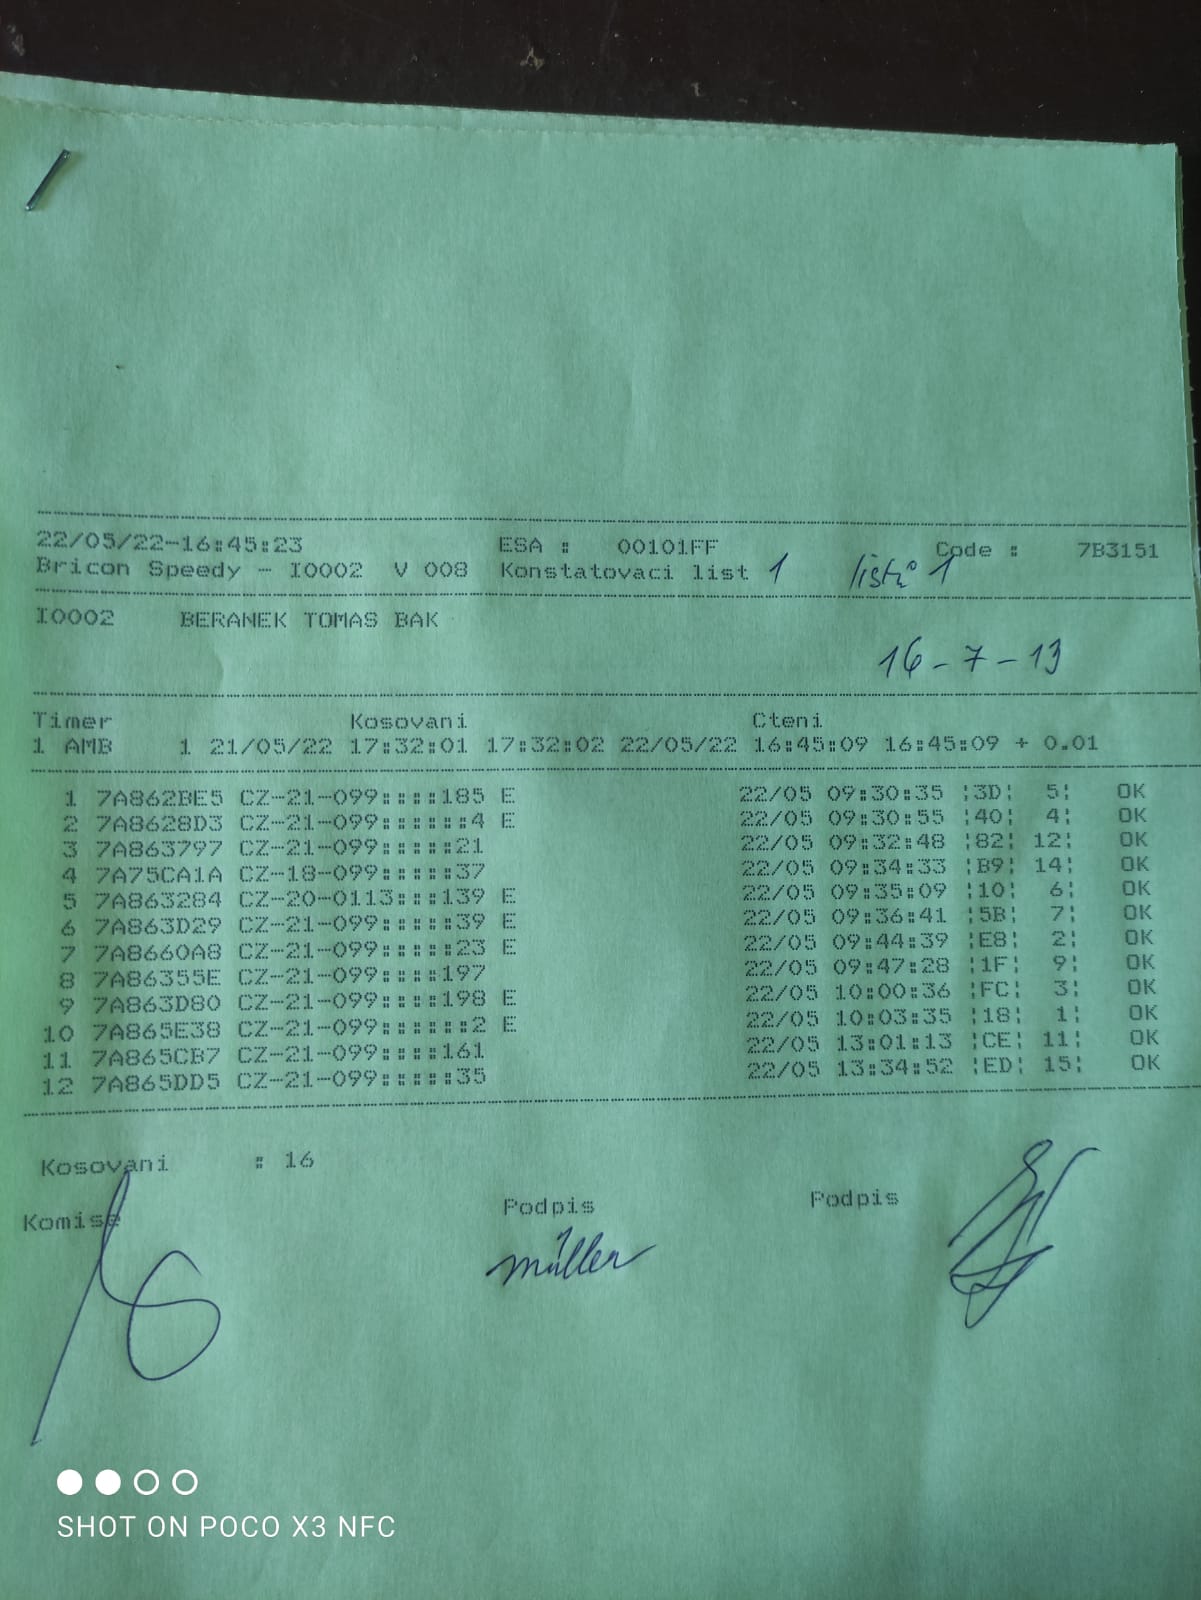 22/05/22-16:45:23 ESA : 00101FF Code : 7B3151
Bricon Speedy - I0002 V 008 Konstatovaci list 1 listů 1
I0002 BERANEK TOMAS BAK
16-7-13
Timer Kosovani Cteni
1 AMB 1 21/05/22 17:32:01 17:32:02 22/05/22 16:45:09 16:45:09 + 0.01
1 7A862BE5 CZ-21-099::::185 E 22/05 09:30:35 ¦3D¦ 5¦ OK
2 7A8628D3 CZ-21-099::::::4 E 22/05 09:30:55 ¦40¦ 4¦ OK
3 7A863797 CZ-21-099:::::21 22/05 09:32:48 ¦82¦ 12¦ OK
4 7A75CA1A CZ-18-099:::::37 22/05 09:34:33 ¦B9¦ 14¦ OK
5 7A863284 CZ-20-0113:::139 E 22/05 09:35:09 ¦10¦ 6¦ OK
6 7A863D29 CZ-21-099:::::39 E 22/05 09:36:41 ¦5B¦ 7¦ OK
7 7A8660A8 CZ-21-099:::::23 E 22/05 09:44:39 ¦E8¦ 2¦ OK
8 7A86355E CZ-21-099::::197 22/05 09:47:28 ¦1F¦ 9¦ OK
9 7A863D80 CZ-21-099::::198 E 22/05 10:00:36 ¦FC¦ 3¦ OK
10 7A865E38 CZ-21-099::::::2 E 22/05 10:03:35 ¦18¦ 1¦ OK
11 7A865CB7 CZ-21-099::::161 22/05 13:01:13 ¦CE¦ 11¦ OK
12 7A865DD5 CZ-21-099:::::35 22/05 13:34:52 ¦ED¦ 15¦ OK
Kosovani : 16
Komise Podpis Podpis
Müller
SHOT ON POCO X3 NFC